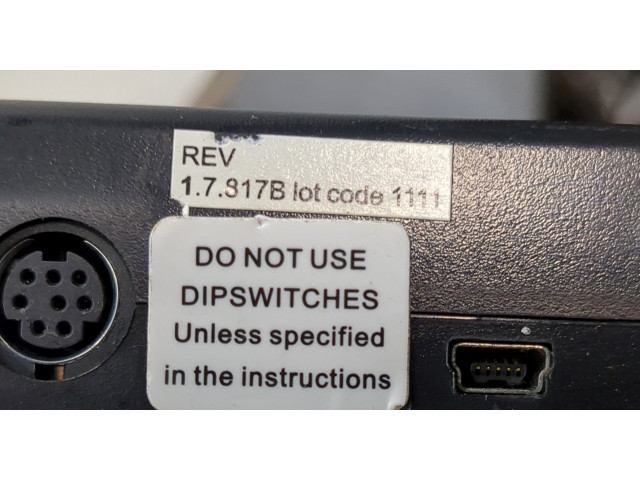 REV
1.7.817B lot code 1111
DO NOT USE
DIPSWITCHES
Unless specified
in the instructions